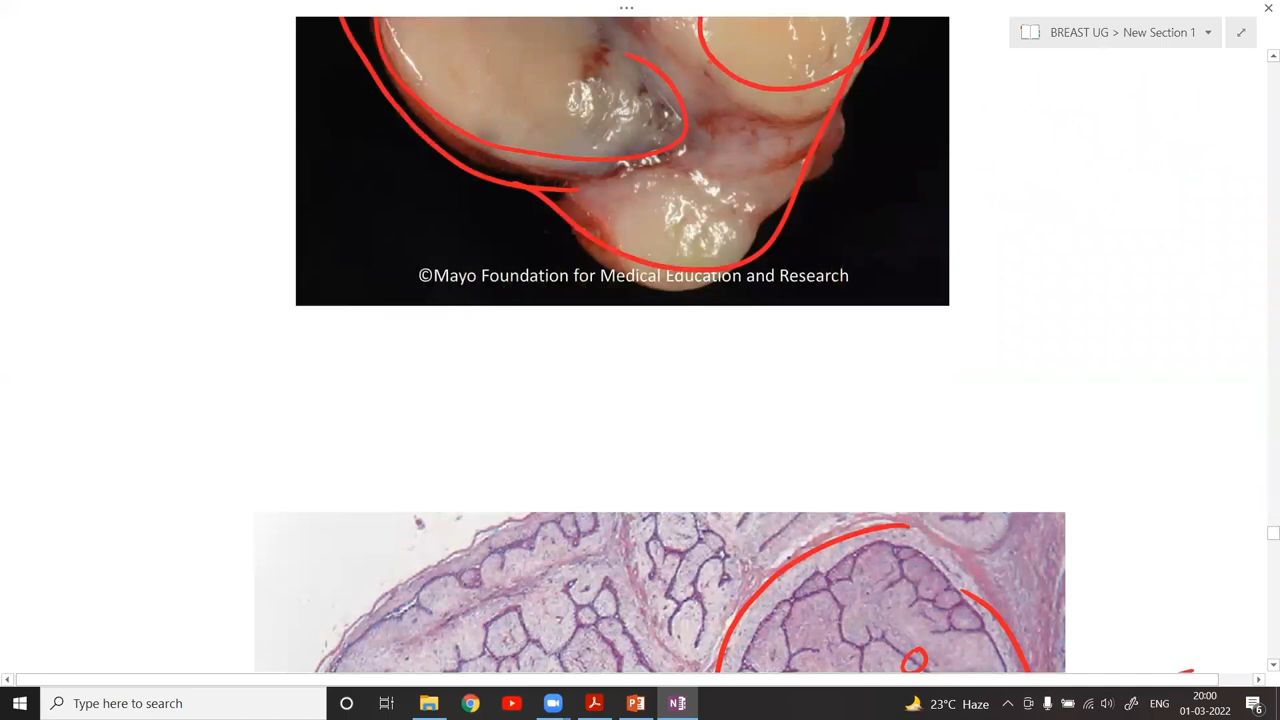 BREAST UG > New Section 1
©Mayo Foundation for Medical Education and Research
Type here to search
23°C Haze
ENG
20:00
01-03-2022
6